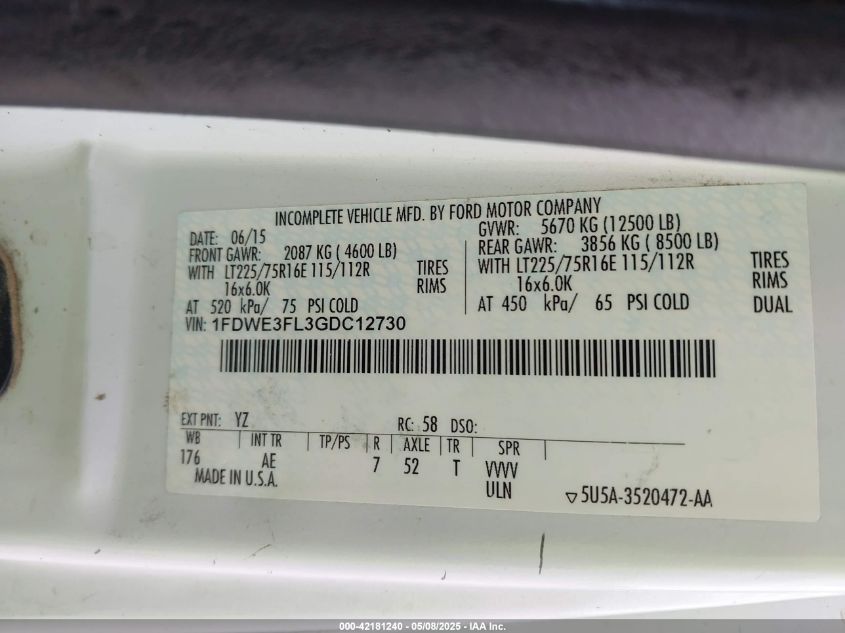 INCOMPLETE VEHICLE MFD. BY FORD MOTOR COMPANY
DATE: 06/15 GVWR: 5670 KG (12500 LB)
FRONT GAWR: 2087 KG ( 4600 LB) REAR GAWR: 3856 KG ( 8500 LB)
WITH LT225/75R16E 115/112R TIRES WITH LT225/75R16E 115/112R TIRES
16x6.0K RIMS 16x6.0K RIMS
AT 520 kPa/ 75 PSI COLD AT 450 kPa/ 65 PSI COLD DUAL
VIN: 1FDWE3FL3GDC12730
EXT PNT: YZ RC: 58 DSO:
WB INT TR TP/PS R AXLE TR SPR
176 AE 7 52 T VVVV
MADE IN U.S.A. ULN
5U5A-3520472-AA
000-42181240 - 05/08/2025 - IAA Inc.